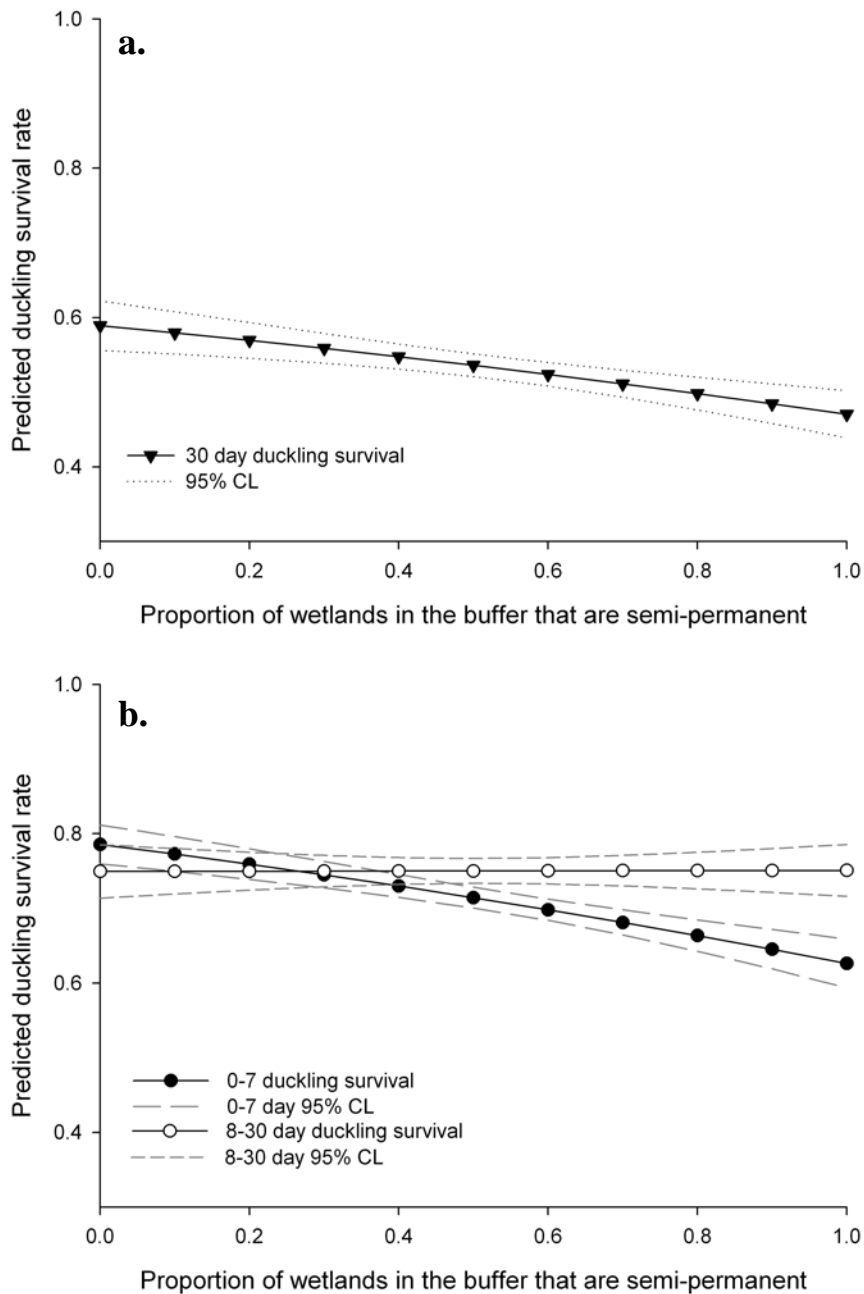 a.
1.0
0.8
0.6
0.4
Predicted duckling survival rate
30 day duckling survival
95% CL
0.0 0.2 0.4 0.6 0.8 1.0
Proportion of wetlands in the buffer that are semi-permanent
b.
1.0
0.8
0.6
0.4
Predicted duckling survival rate
0-7 duckling survival
0-7 day 95% CL
8-30 day duckling survival
8-30 day 95% CL
0.0 0.2 0.4 0.6 0.8 1.0
Proportion of wetlands in the buffer that are semi-permanent